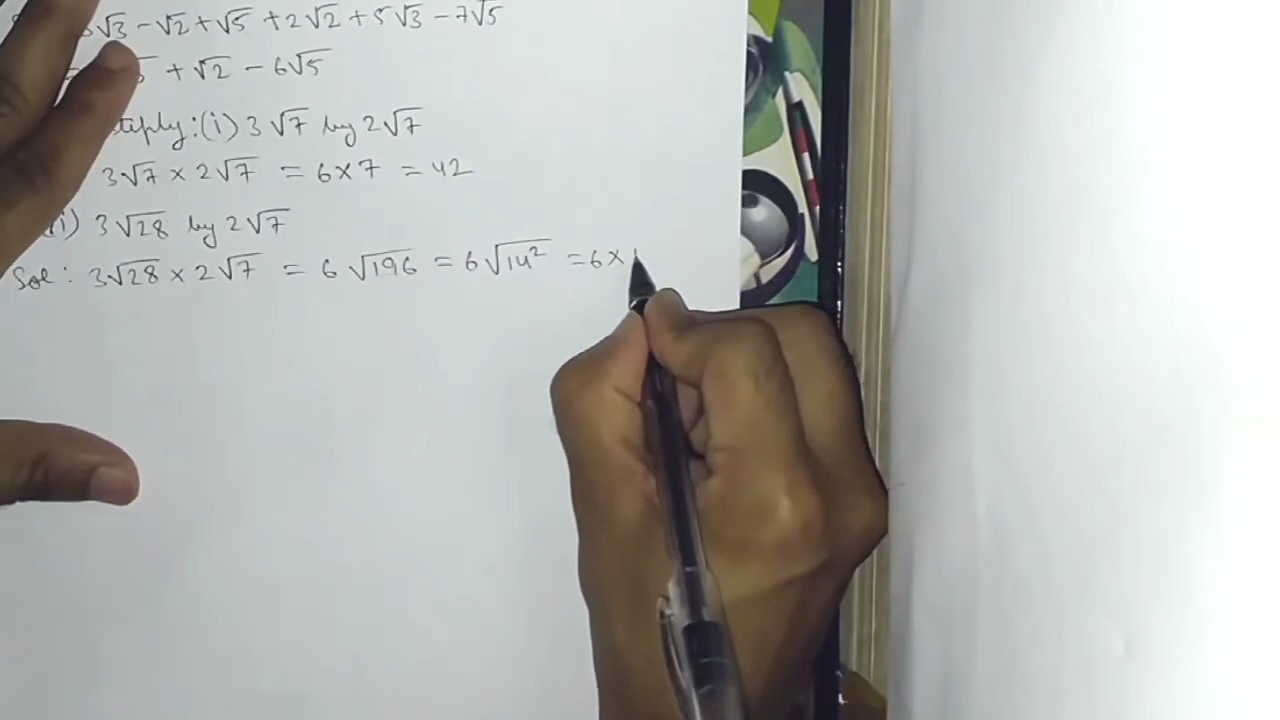 √3 - √2 + √5 + 2√2 + 5√3 - 7√5
+ √2 - 6√5
tiply: (i) 3√7 by 2√7
3√7 × 2√7 = 6×7 = 42
i) 3√28 by 2√7
Sol: 3√28 × 2√7 = 6√196 = 6√14² = 6×